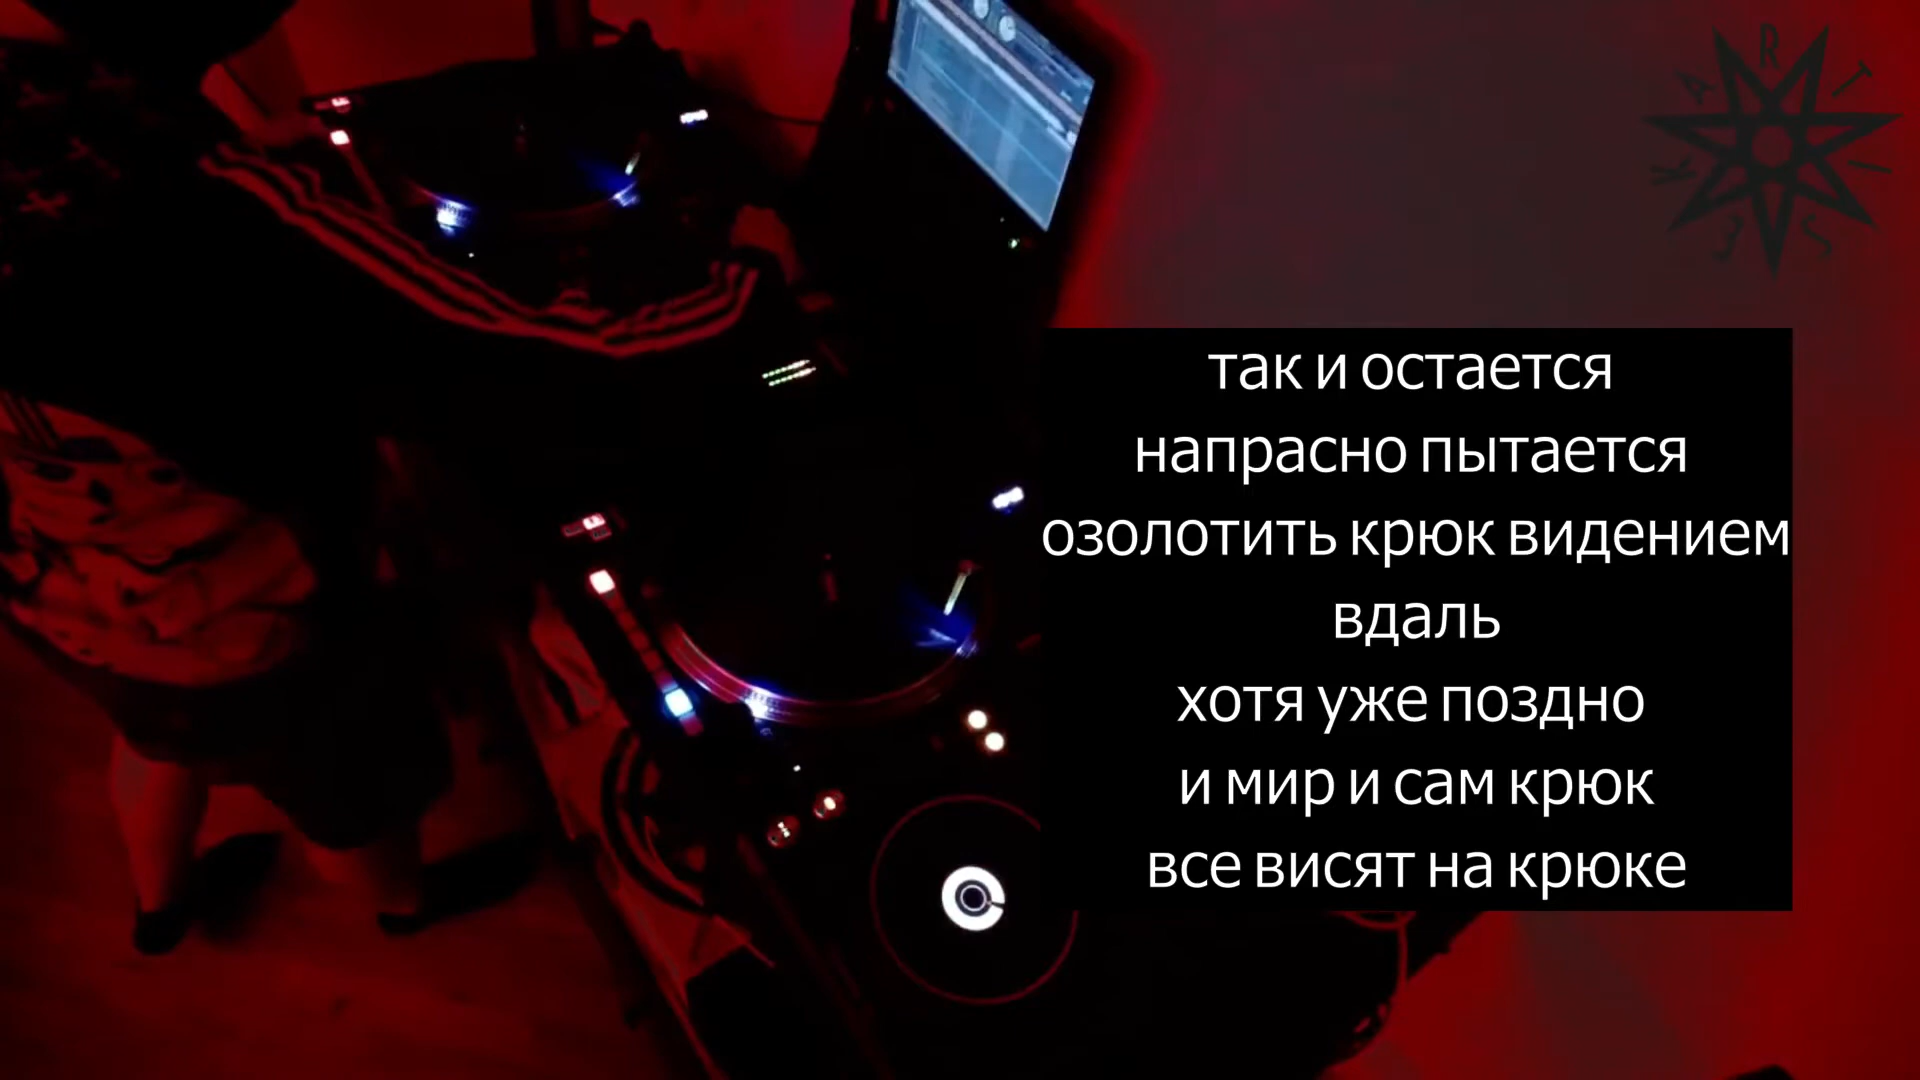 так и остается
напрасно пытается
озолотить крюк видением
вдаль
хотя уже поздно
и мир и сам крюк
все висят на крюке